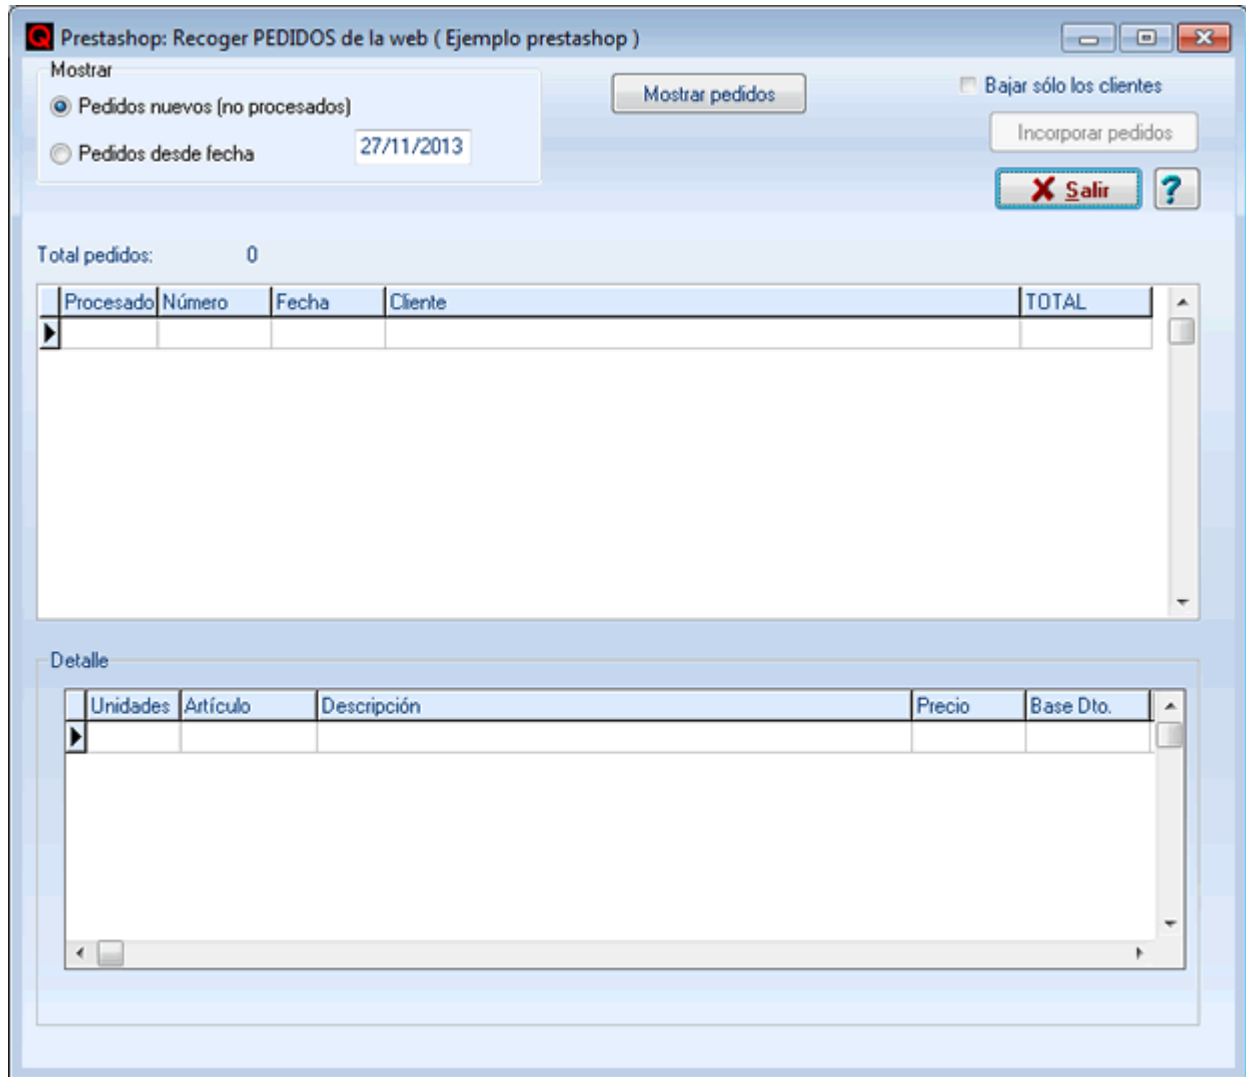 Prestashop: Recoger PEDIDOS de la web ( Ejemplo prestashop )
Mostrar
Pedidos nuevos (no procesados)
Pedidos desde fecha 27/11/2013
Mostrar pedidos
Bajar sólo los clientes
Incorporar pedidos
X Salir ?
Total pedidos: 0
Procesado Número Fecha Cliente TOTAL
Detalle
Unidades Artículo Descripción Precio Base Dto.